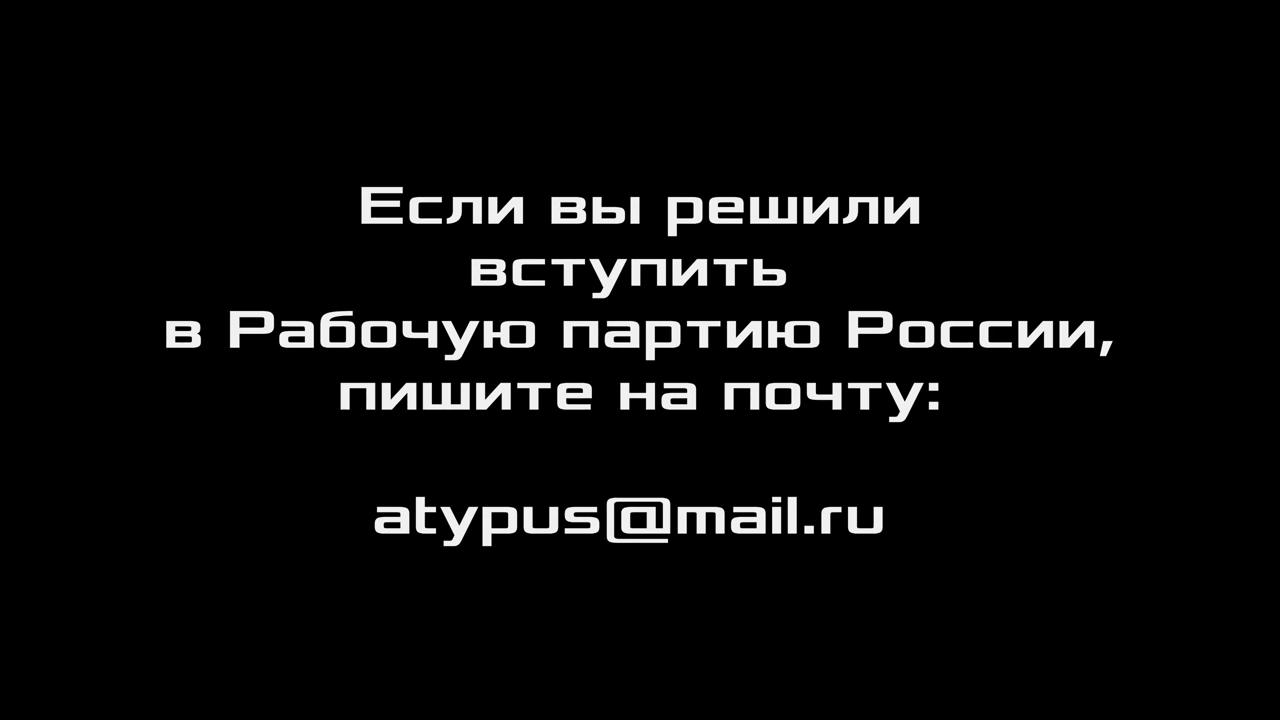 Если вы решили
вступить
в Рабочую партию России,
пишите на почту:
atypus@mail.ru